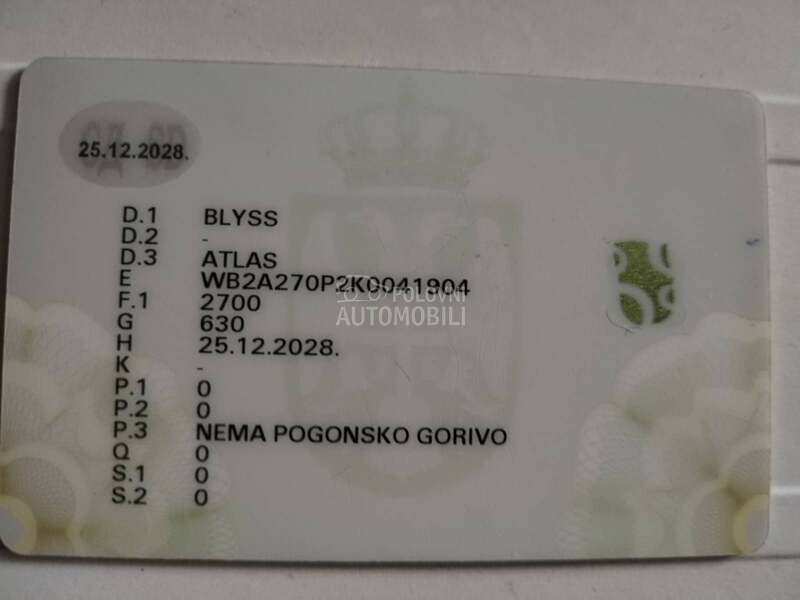 25.12.2028.
D.1 BLYSS
D.2 -
D.3 ATLAS
E WB2A270P2K0041904
F.1 2700
POLOVNI
G 630
AUTOMOBILI
H 25.12.2028.
K -
P.1 0
P.2 0
P.3 NEMA POGONSKO GORIVO
Q 0
S.1 0
S.2 0